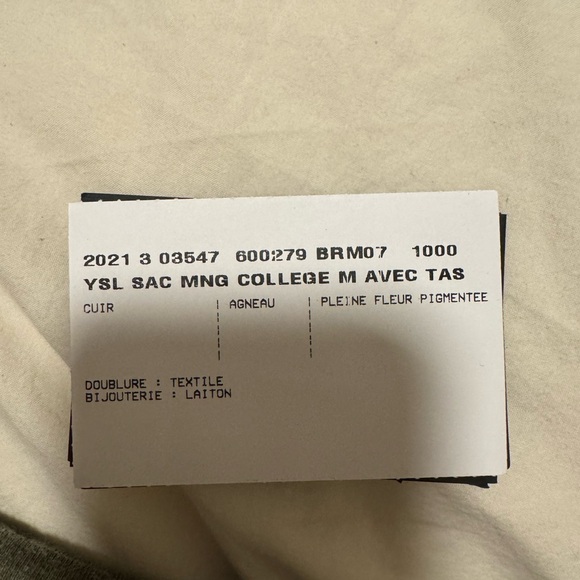 2021 3 03547 600279 BRM07 1000
YSL SAC MNG COLLEGE M AVEC TAS
CUIR | AGNEAU | PLEINE FLEUR PIGMENTEE
DOUBLURE : TEXTILE
BIJOUTERIE : LAITON